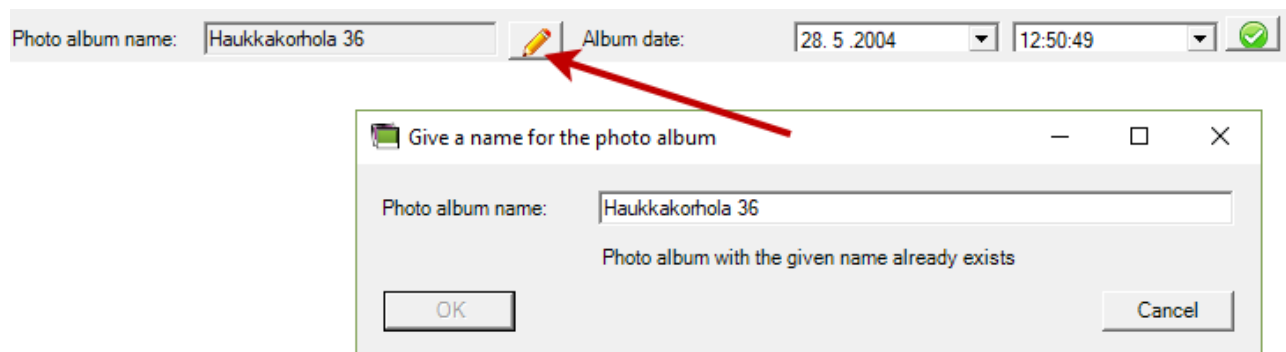 Photo album name: Haukkakorhola 36 Album date: 28. 5 .2004 12:50:49
Give a name for the photo album
Photo album name: Haukkakorhola 36
Photo album with the given name already exists
OK Cancel